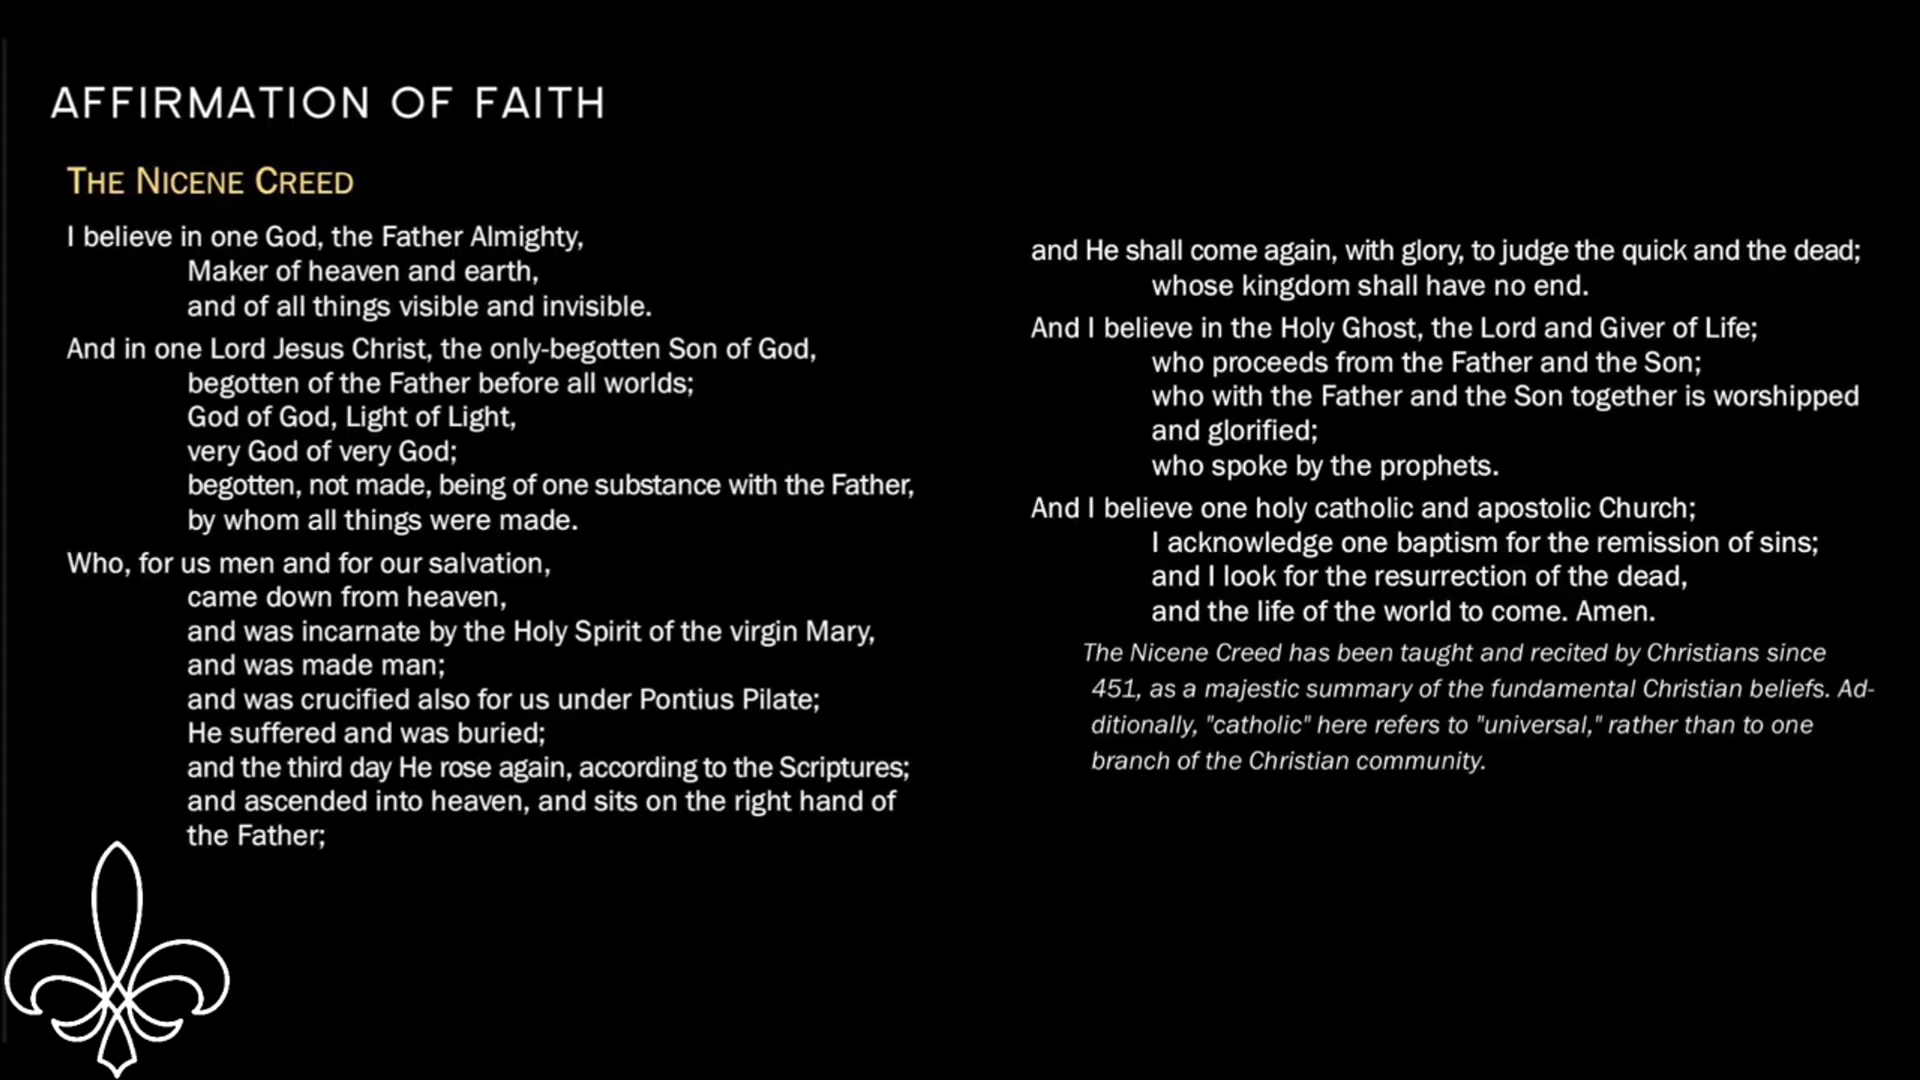 AFFIRMATION OF FAITH
THE NICENE CREED
I believe in one God, the Father Almighty,
Maker of heaven and earth,
and of all things visible and invisible.
And in one Lord Jesus Christ, the only-begotten Son of God,
begotten of the Father before all worlds;
God of God, Light of Light,
very God of very God;
begotten, not made, being of one substance with the Father,
by whom all things were made.
Who, for us men and for our salvation,
came down from heaven,
and was incarnate by the Holy Spirit of the virgin Mary,
and was made man;
and was crucified also for us under Pontius Pilate;
He suffered and was buried;
and the third day He rose again, according to the Scriptures;
and ascended into heaven, and sits on the right hand of
the Father;
and He shall come again, with glory, to judge the quick and the dead;
whose kingdom shall have no end.
And I believe in the Holy Ghost, the Lord and Giver of Life;
who proceeds from the Father and the Son;
who with the Father and the Son together is worshipped
and glorified;
who spoke by the prophets.
And I believe one holy catholic and apostolic Church;
I acknowledge one baptism for the remission of sins;
and I look for the resurrection of the dead,
and the life of the world to come. Amen.
The Nicene Creed has been taught and recited by Christians since
451, as a majestic summary of the fundamental Christian beliefs. Ad-
ditionally, "catholic" here refers to "universal," rather than to one
branch of the Christian community.